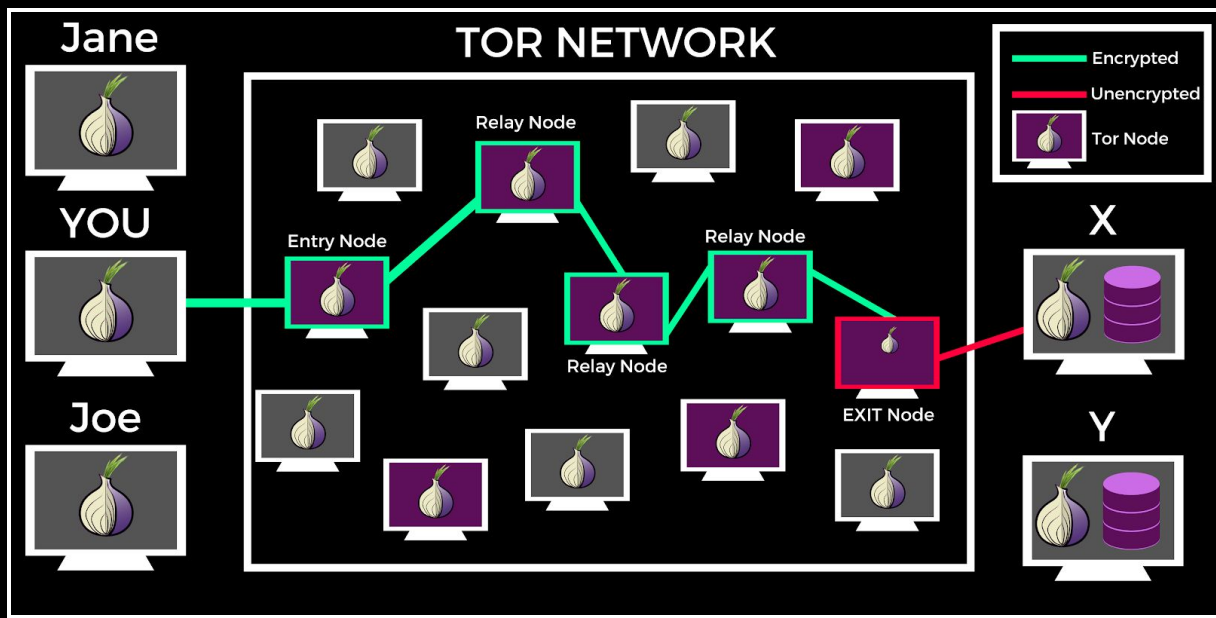 Jane
TOR NETWORK
Encrypted
Unencrypted
Tor Node
Relay Node
YOU
Entry Node
Relay Node
X
Relay Node
Joe
EXIT Node
Y